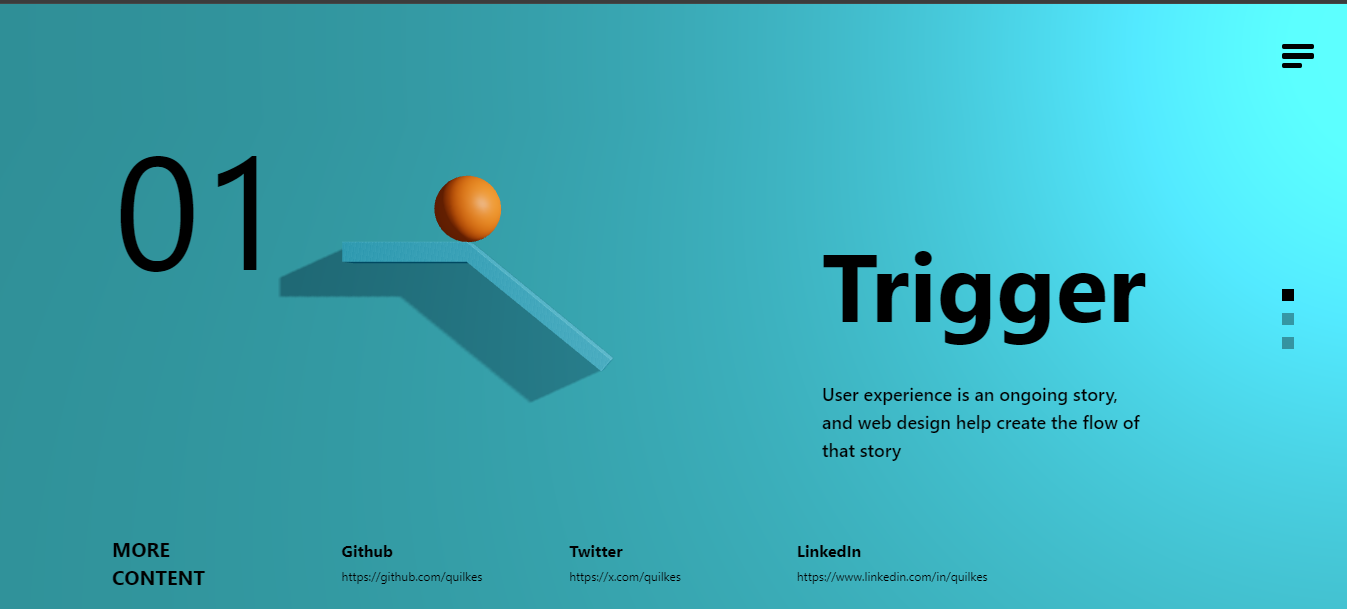 01
Trigger
User experience is an ongoing story,
and web design help create the flow of
that story
MORE
CONTENT
Github
https://github.com/quilkes
Twitter
https://x.com/quilkes
LinkedIn
https://www.linkedin.com/in/quilkes